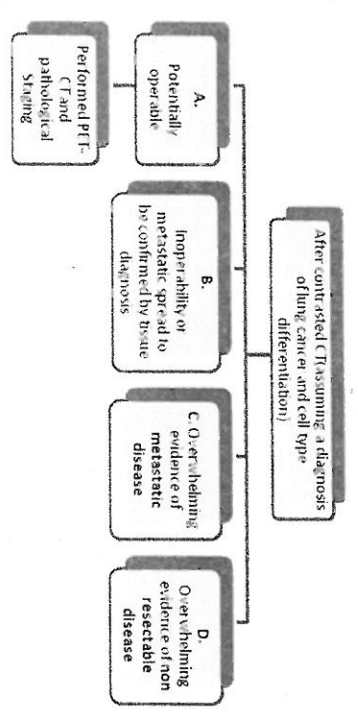 After contrasted CT(assuming a diagnosis
of lung cancer and cell type
differentiation)
A.
Potentially
operable
B.
Inoperability or
metastatic spread to
be confirmed by tissue
diagnosis
C. Overwhelming
evidence of
metastatic
disease
D.
Overwhelming
evidence of non
resectable
disease
Performed PET-
CT and
pathological
Staging